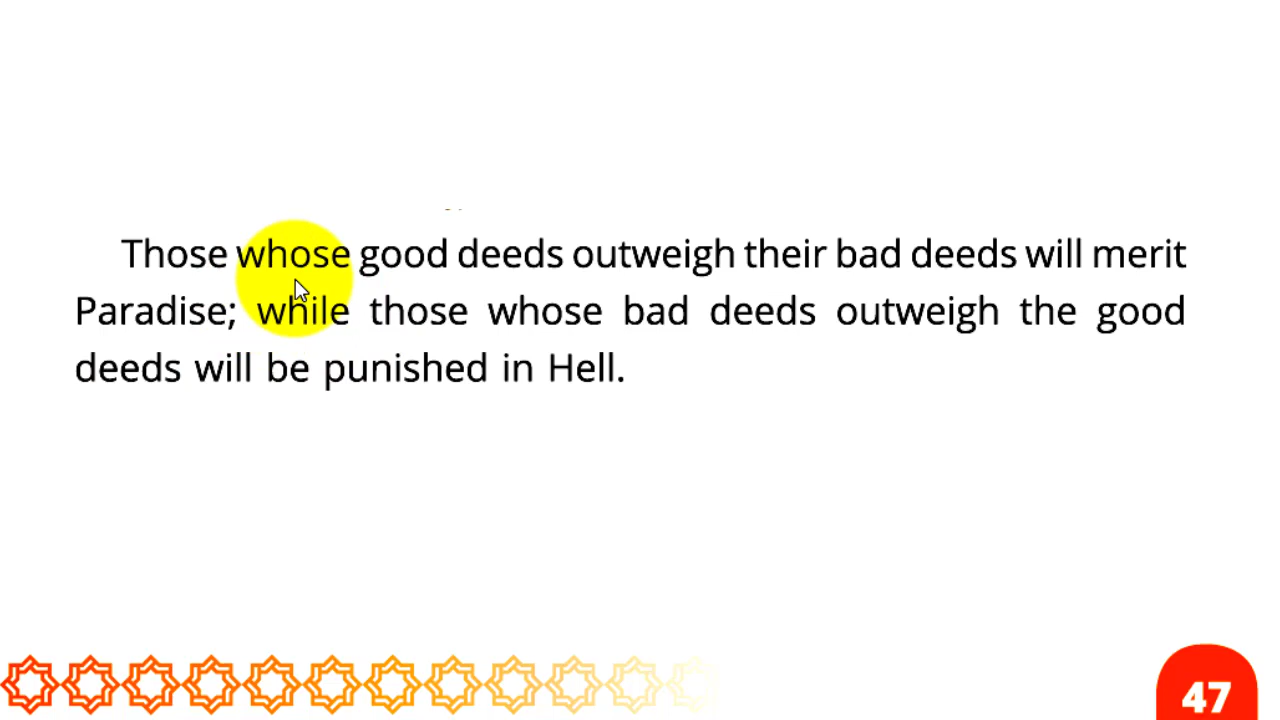 Those whose good deeds outweigh their bad deeds will merit
Paradise; while those whose bad deeds outweigh the good
deeds will be punished in Hell.
47